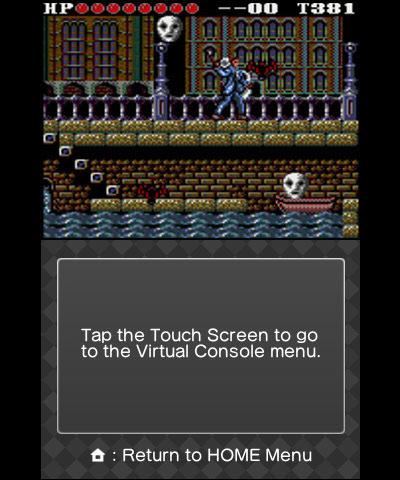 HP --00 T381
Tap the Touch Screen to go
to the Virtual Console menu.
: Return to HOME Menu